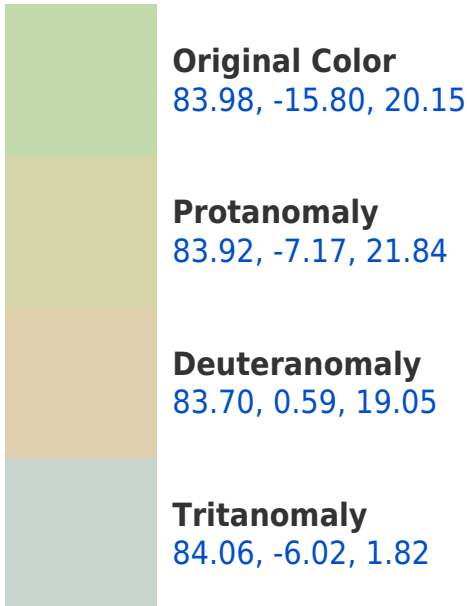 Original Color
83.98, -15.80, 20.15
Protanomaly
83.92, -7.17, 21.84
Deuteranomaly
83.70, 0.59, 19.05
Tritanomaly
84.06, -6.02, 1.82